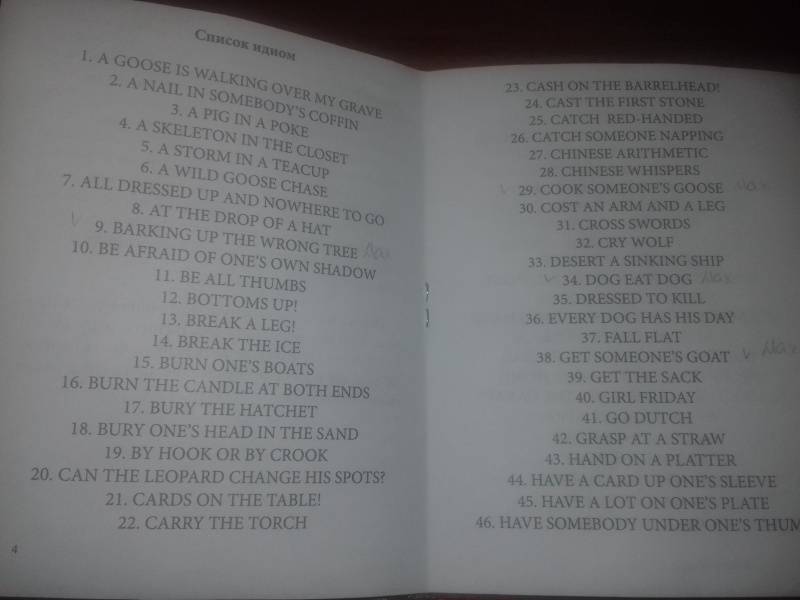 Список идиом
1. A GOOSE IS WALKING OVER MY GRAVE
2. A NAIL IN SOMEBODY'S COFFIN
3. A PIG IN A POKE
4. A SKELETON IN THE CLOSET
5. A STORM IN A TEACUP
6. A WILD GOOSE CHASE
7. ALL DRESSED UP AND NOWHERE TO GO
8. AT THE DROP OF A HAT
9. BARKING UP THE WRONG TREE
10. BE AFRAID OF ONE'S OWN SHADOW
11. BE ALL THUMBS
12. BOTTOMS UP!
13. BREAK A LEG!
14. BREAK THE ICE
15. BURN ONE'S BOATS
16. BURN THE CANDLE AT BOTH ENDS
17. BURY THE HATCHET
18. BURY ONE'S HEAD IN THE SAND
19. BY HOOK OR BY CROOK
20. CAN THE LEOPARD CHANGE HIS SPOTS?
21. CARDS ON THE TABLE!
22. CARRY THE TORCH
4
23. CASH ON THE BARRELHEAD!
24. CAST THE FIRST STONE
25. CATCH RED-HANDED
26. CATCH SOMEONE NAPPING
27. CHINESE ARITHMETIC
28. CHINESE WHISPERS
29. COOK SOMEONE'S GOOSE
30. COST AN ARM AND A LEG
31. CROSS SWORDS
32. CRY WOLF
33. DESERT A SINKING SHIP
34. DOG EAT DOG
35. DRESSED TO KILL
36. EVERY DOG HAS HIS DAY
37. FALL FLAT
38. GET SOMEONE'S GOAT
39. GET THE SACK
40. GIRL FRIDAY
41. GO DUTCH
42. GRASP AT A STRAW
43. HAND ON A PLATTER
44. HAVE A CARD UP ONE'S SLEEVE
45. HAVE A LOT ON ONE'S PLATE
46. HAVE SOMEBODY UNDER ONE'S THUM